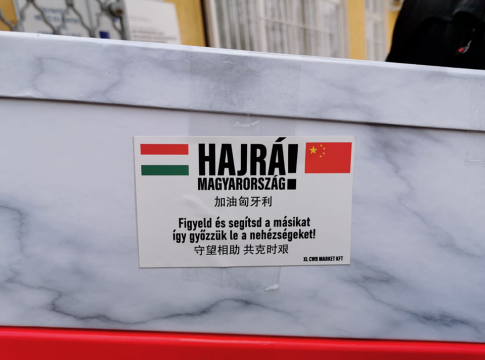 HAJRÁ!
MAGYARORSZÁG
加油匈牙利
Figyeld és segítsd a másikat
így győzzük le a nehézségeket!
守望相助 共克时艰
XL CWB MARKET KFT